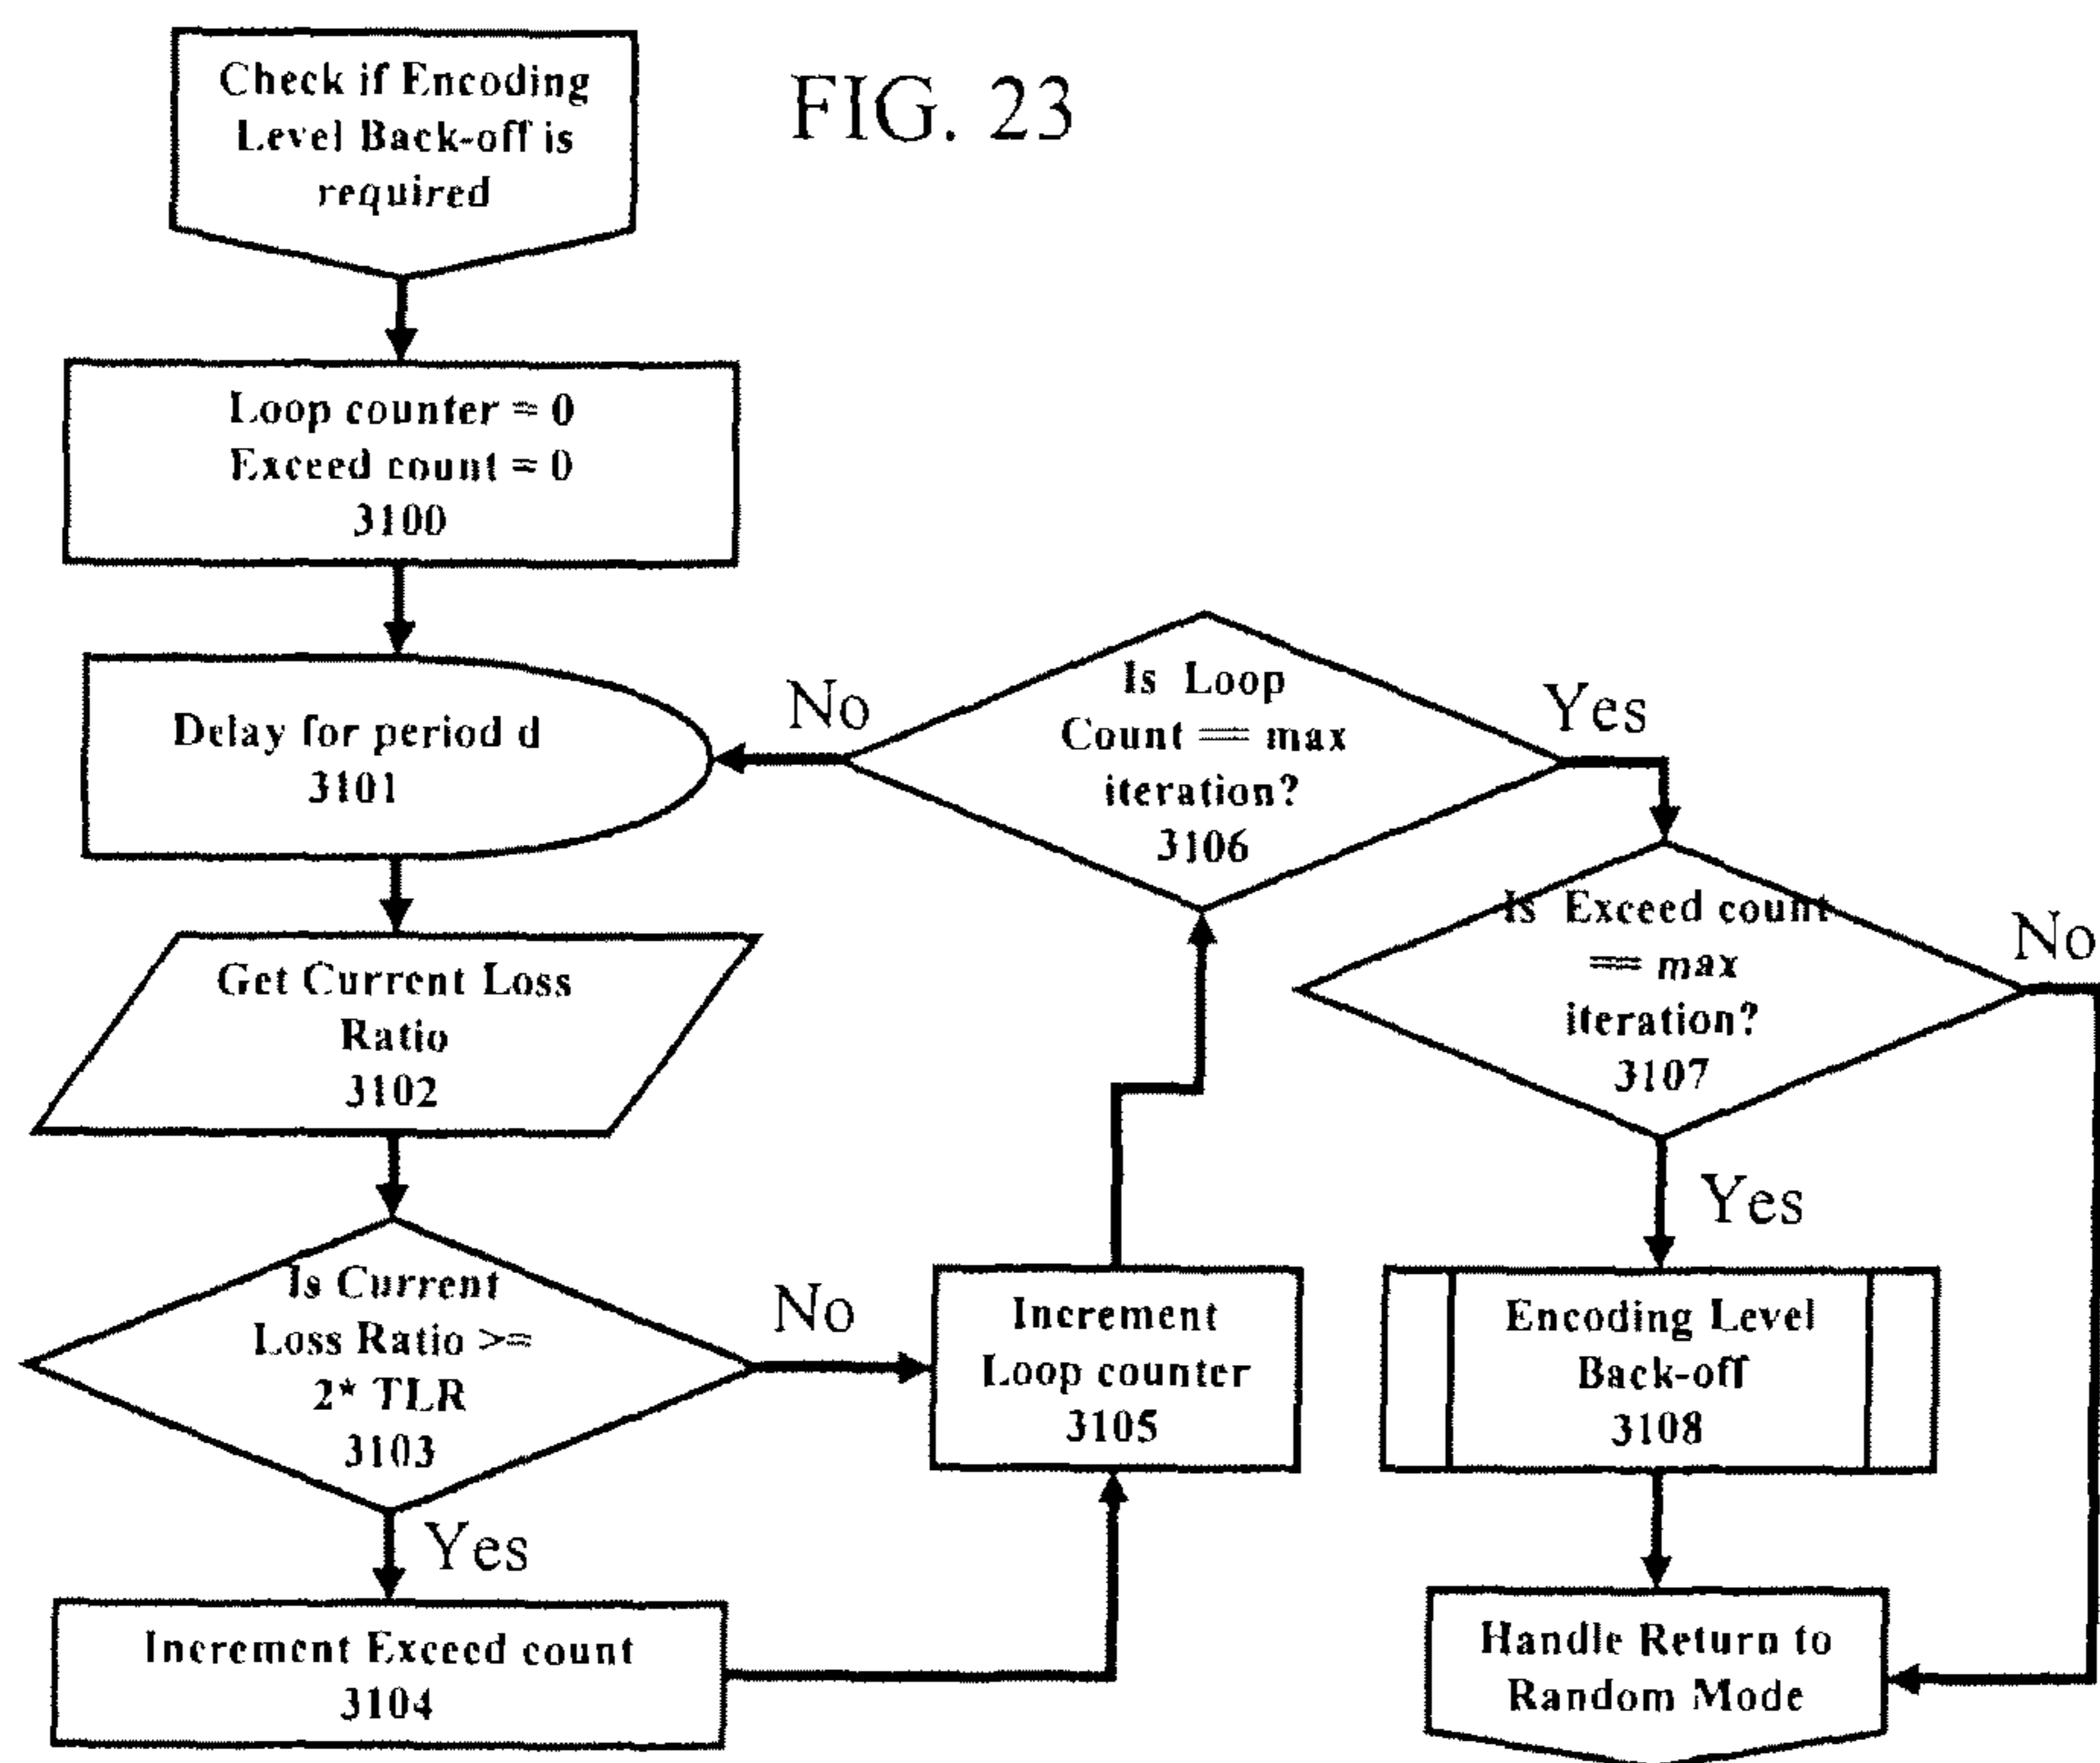 FIG. 23
Check if Encoding
Level Back-off is
required
Loop counter = 0
Exceed count = 0
3100
Delay for period d
3101
Get Current Loss
Ratio
3102
Is Current
Loss Ratio >=
2* TLR
3103
No
Yes
Increment Exceed count
3104
Increment
Loop counter
3105
Is Loop
Count == max
iteration?
3106
No
Yes
Is Exceed count
== max
iteration?
3107
No
Yes
Encoding Level
Back-off
3108
Handle Return to
Random Mode